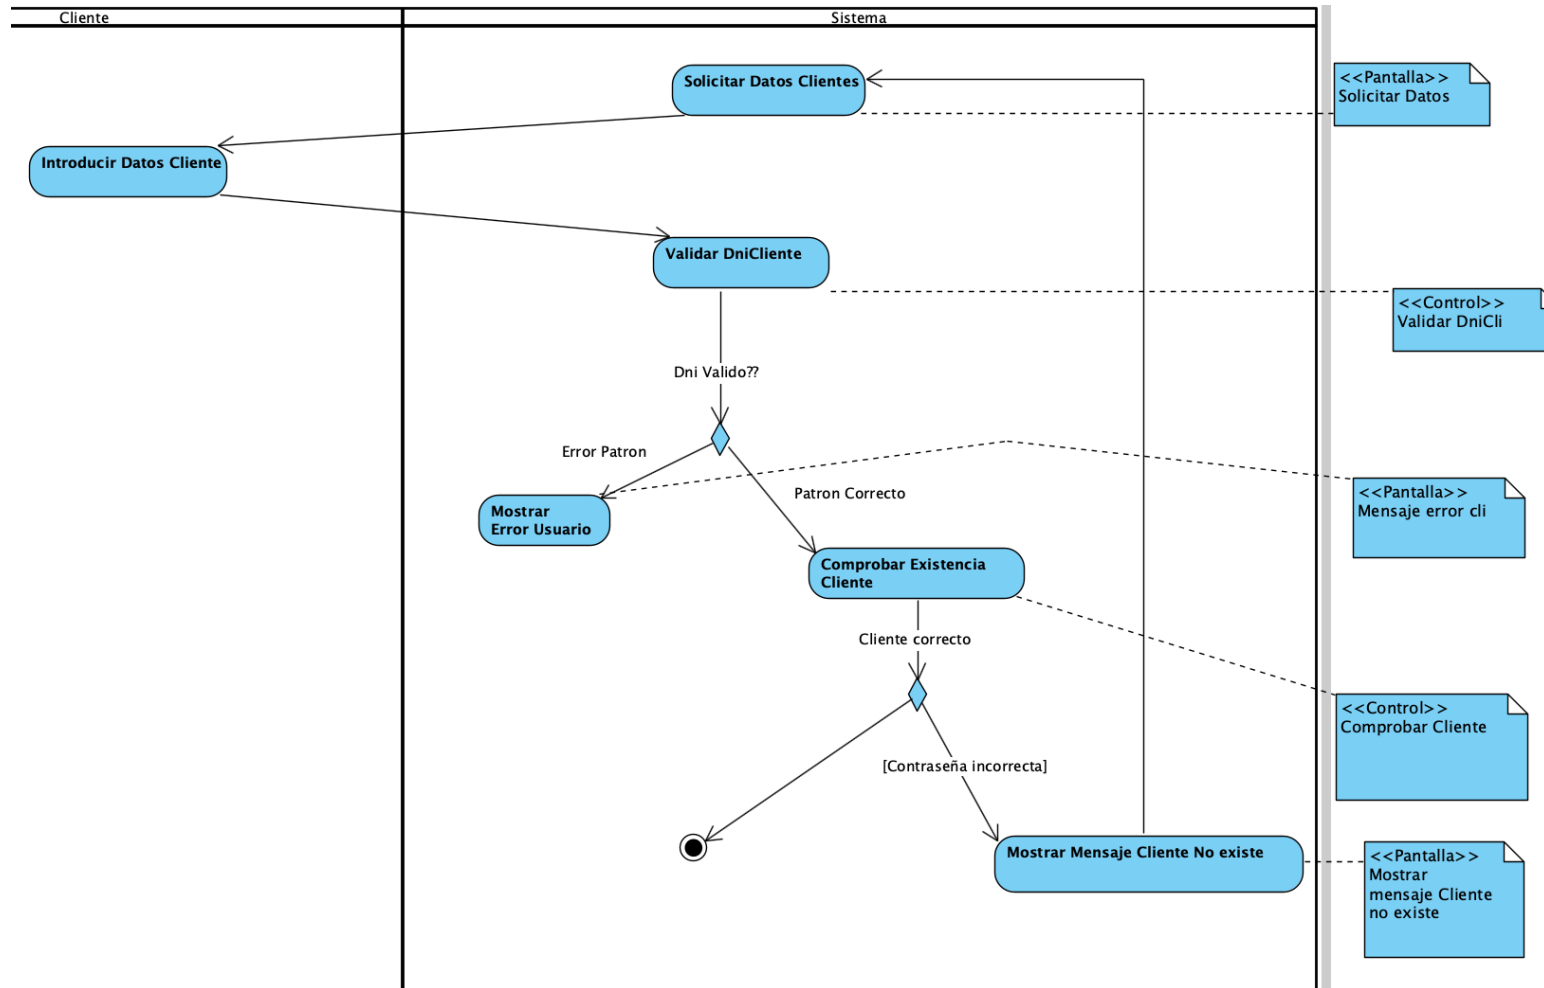 Cliente
Sistema
Solicitar Datos Clientes
<<Pantalla>>
Solicitar Datos
Introducir Datos Cliente
Validar DniCliente
<<Control>>
Validar DniCli
Dni Valido??
Error Patron
Patron Correcto
<<Pantalla>>
Mensaje error cli
Mostrar
Error Usuario
Comprobar Existencia
Cliente
Cliente correcto
<<Control>>
Comprobar Cliente
[Contraseña incorrecta]
Mostrar Mensaje Cliente No existe
<<Pantalla>>
Mostrar
mensaje Cliente
no existe